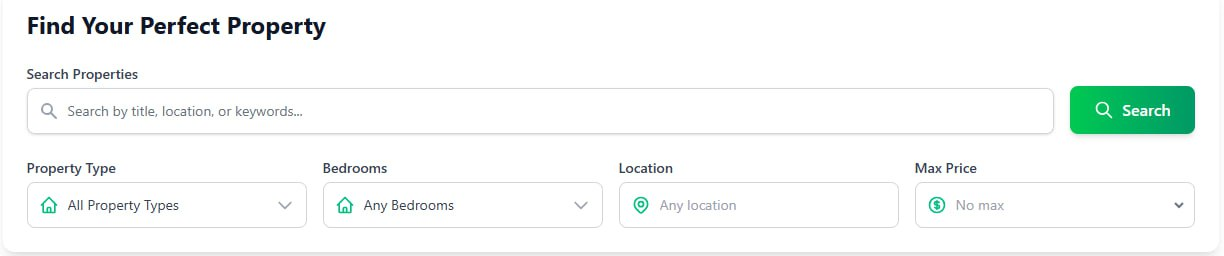 Find Your Perfect Property
Search Properties
Search by title, location, or keywords...
Search
Property Type
Bedrooms
Location
Max Price
All Property Types
Any Bedrooms
Any location
No max